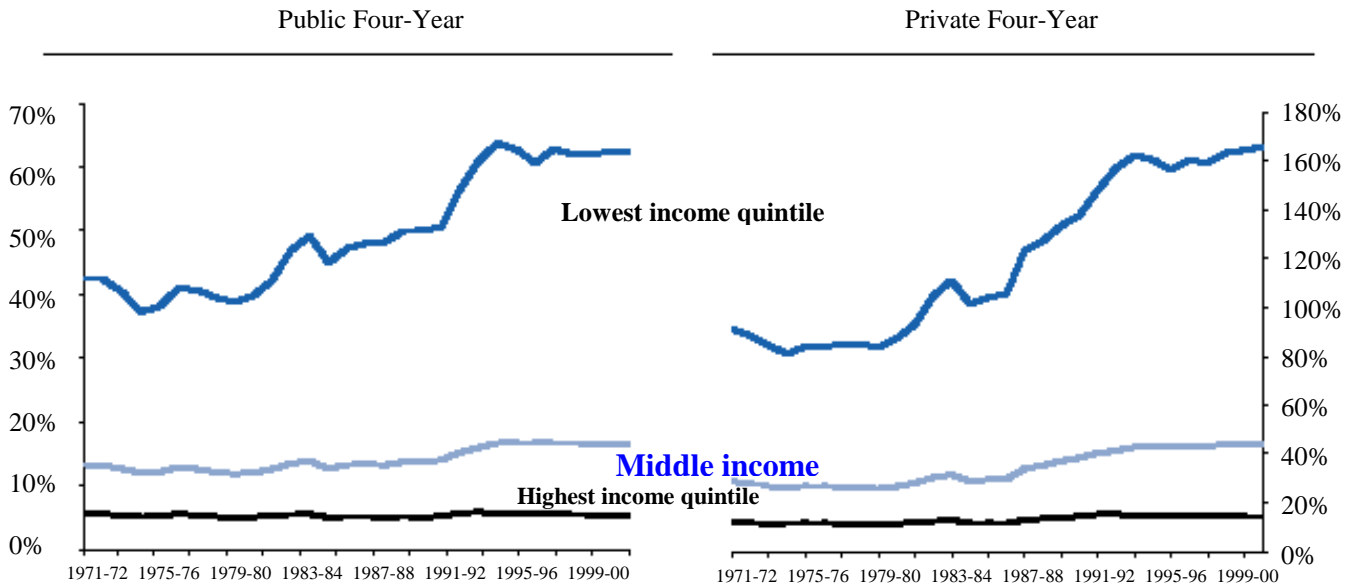 Public Four-Year
Private Four-Year
70%
60%
50%
40%
30%
20%
10%
0%
180%
160%
140%
120%
100%
80%
60%
40%
20%
0%
Lowest income quintile
Middle income
Highest income quintile
1971-72 1975-76 1979-80 1983-84 1987-88 1991-92 1995-96 1999-00
1971-72 1975-76 1979-80 1983-84 1987-88 1991-92 1995-96 1999-00